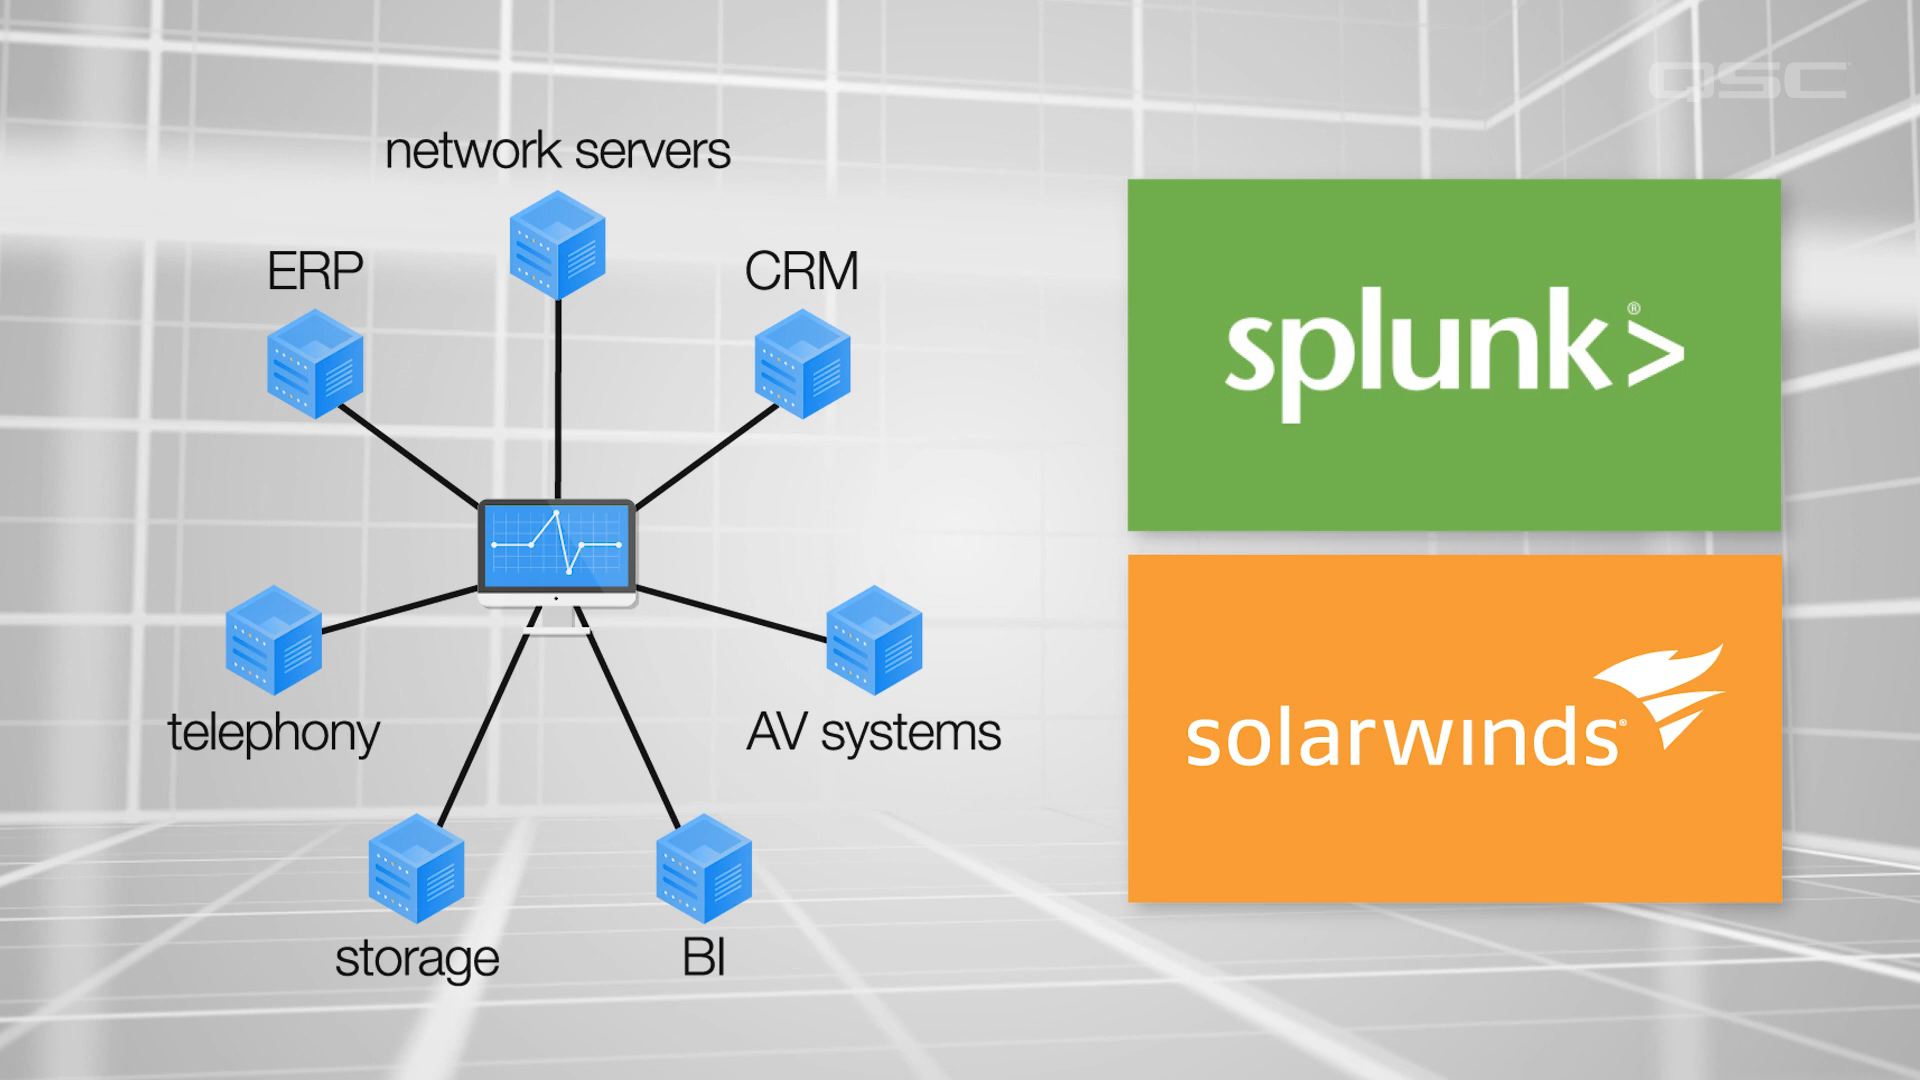 QSC
network servers
ERP
CRM
splunk>®
telephony
AV systems
solarwinds®
storage
BI